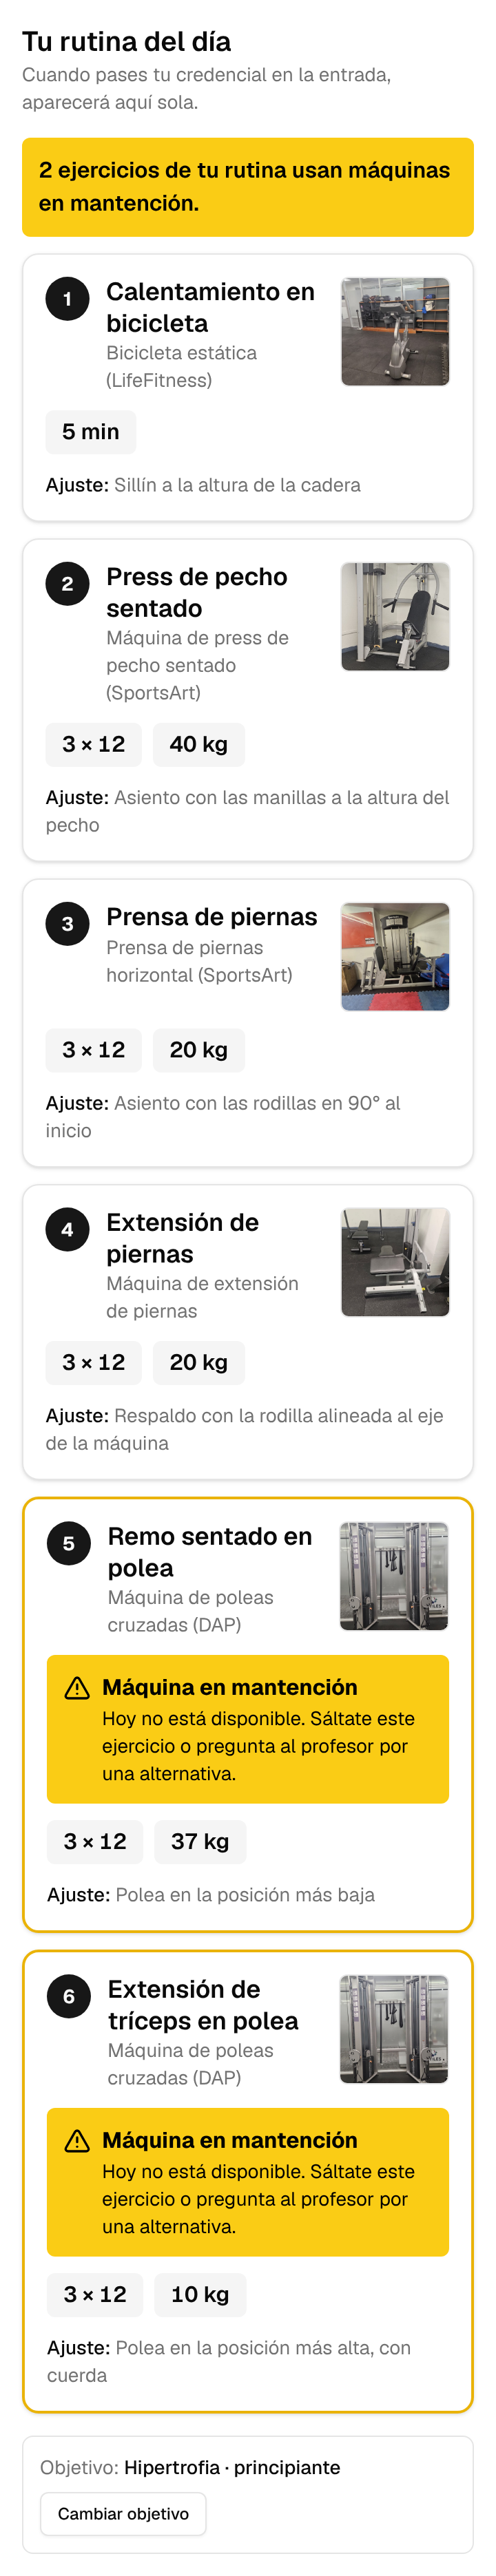 Tu rutina del día
Cuando pases tu credencial en la entrada,
aparecerá aquí sola.
2 ejercicios de tu rutina usan máquinas
en mantención.
1
Calentamiento en
bicicleta
Bicicleta estática
(LifeFitness)
5 min
Ajuste: Sillín a la altura de la cadera
2
Press de pecho
sentado
Máquina de press de
pecho sentado
(SportsArt)
3 × 12
40 kg
Ajuste: Asiento con las manillas a la altura del
pecho
3
Prensa de piernas
Prensa de piernas
horizontal (SportsArt)
3 × 12
20 kg
Ajuste: Asiento con las rodillas en 90° al
inicio
4
Extensión de
piernas
Máquina de extensión
de piernas
3 × 12
20 kg
Ajuste: Respaldo con la rodilla alineada al eje
de la máquina
5
Remo sentado en
polea
Máquina de poleas
cruzadas (DAP)
Máquina en mantención
Hoy no está disponible. Sáltate este
ejercicio o pregunta al profesor por
una alternativa.
3 × 12
37 kg
Ajuste: Polea en la posición más baja
6
Extensión de
tríceps en polea
Máquina de poleas
cruzadas (DAP)
Máquina en mantención
Hoy no está disponible. Sáltate este
ejercicio o pregunta al profesor por
una alternativa.
3 × 12
10 kg
Ajuste: Polea en la posición más alta, con
cuerda
Objetivo: Hipertrofia · principiante
Cambiar objetivo